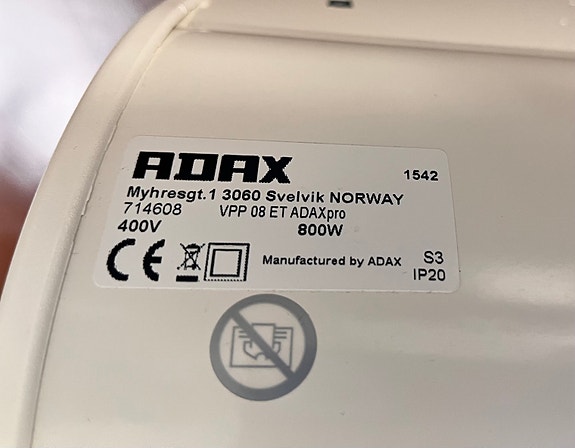 ADAX 1542
Myhresgt.1 3060 Svelvik NORWAY
714608 VPP 08 ET ADAXpro
400V 800W
CE Manufactured by ADAX S3
IP20